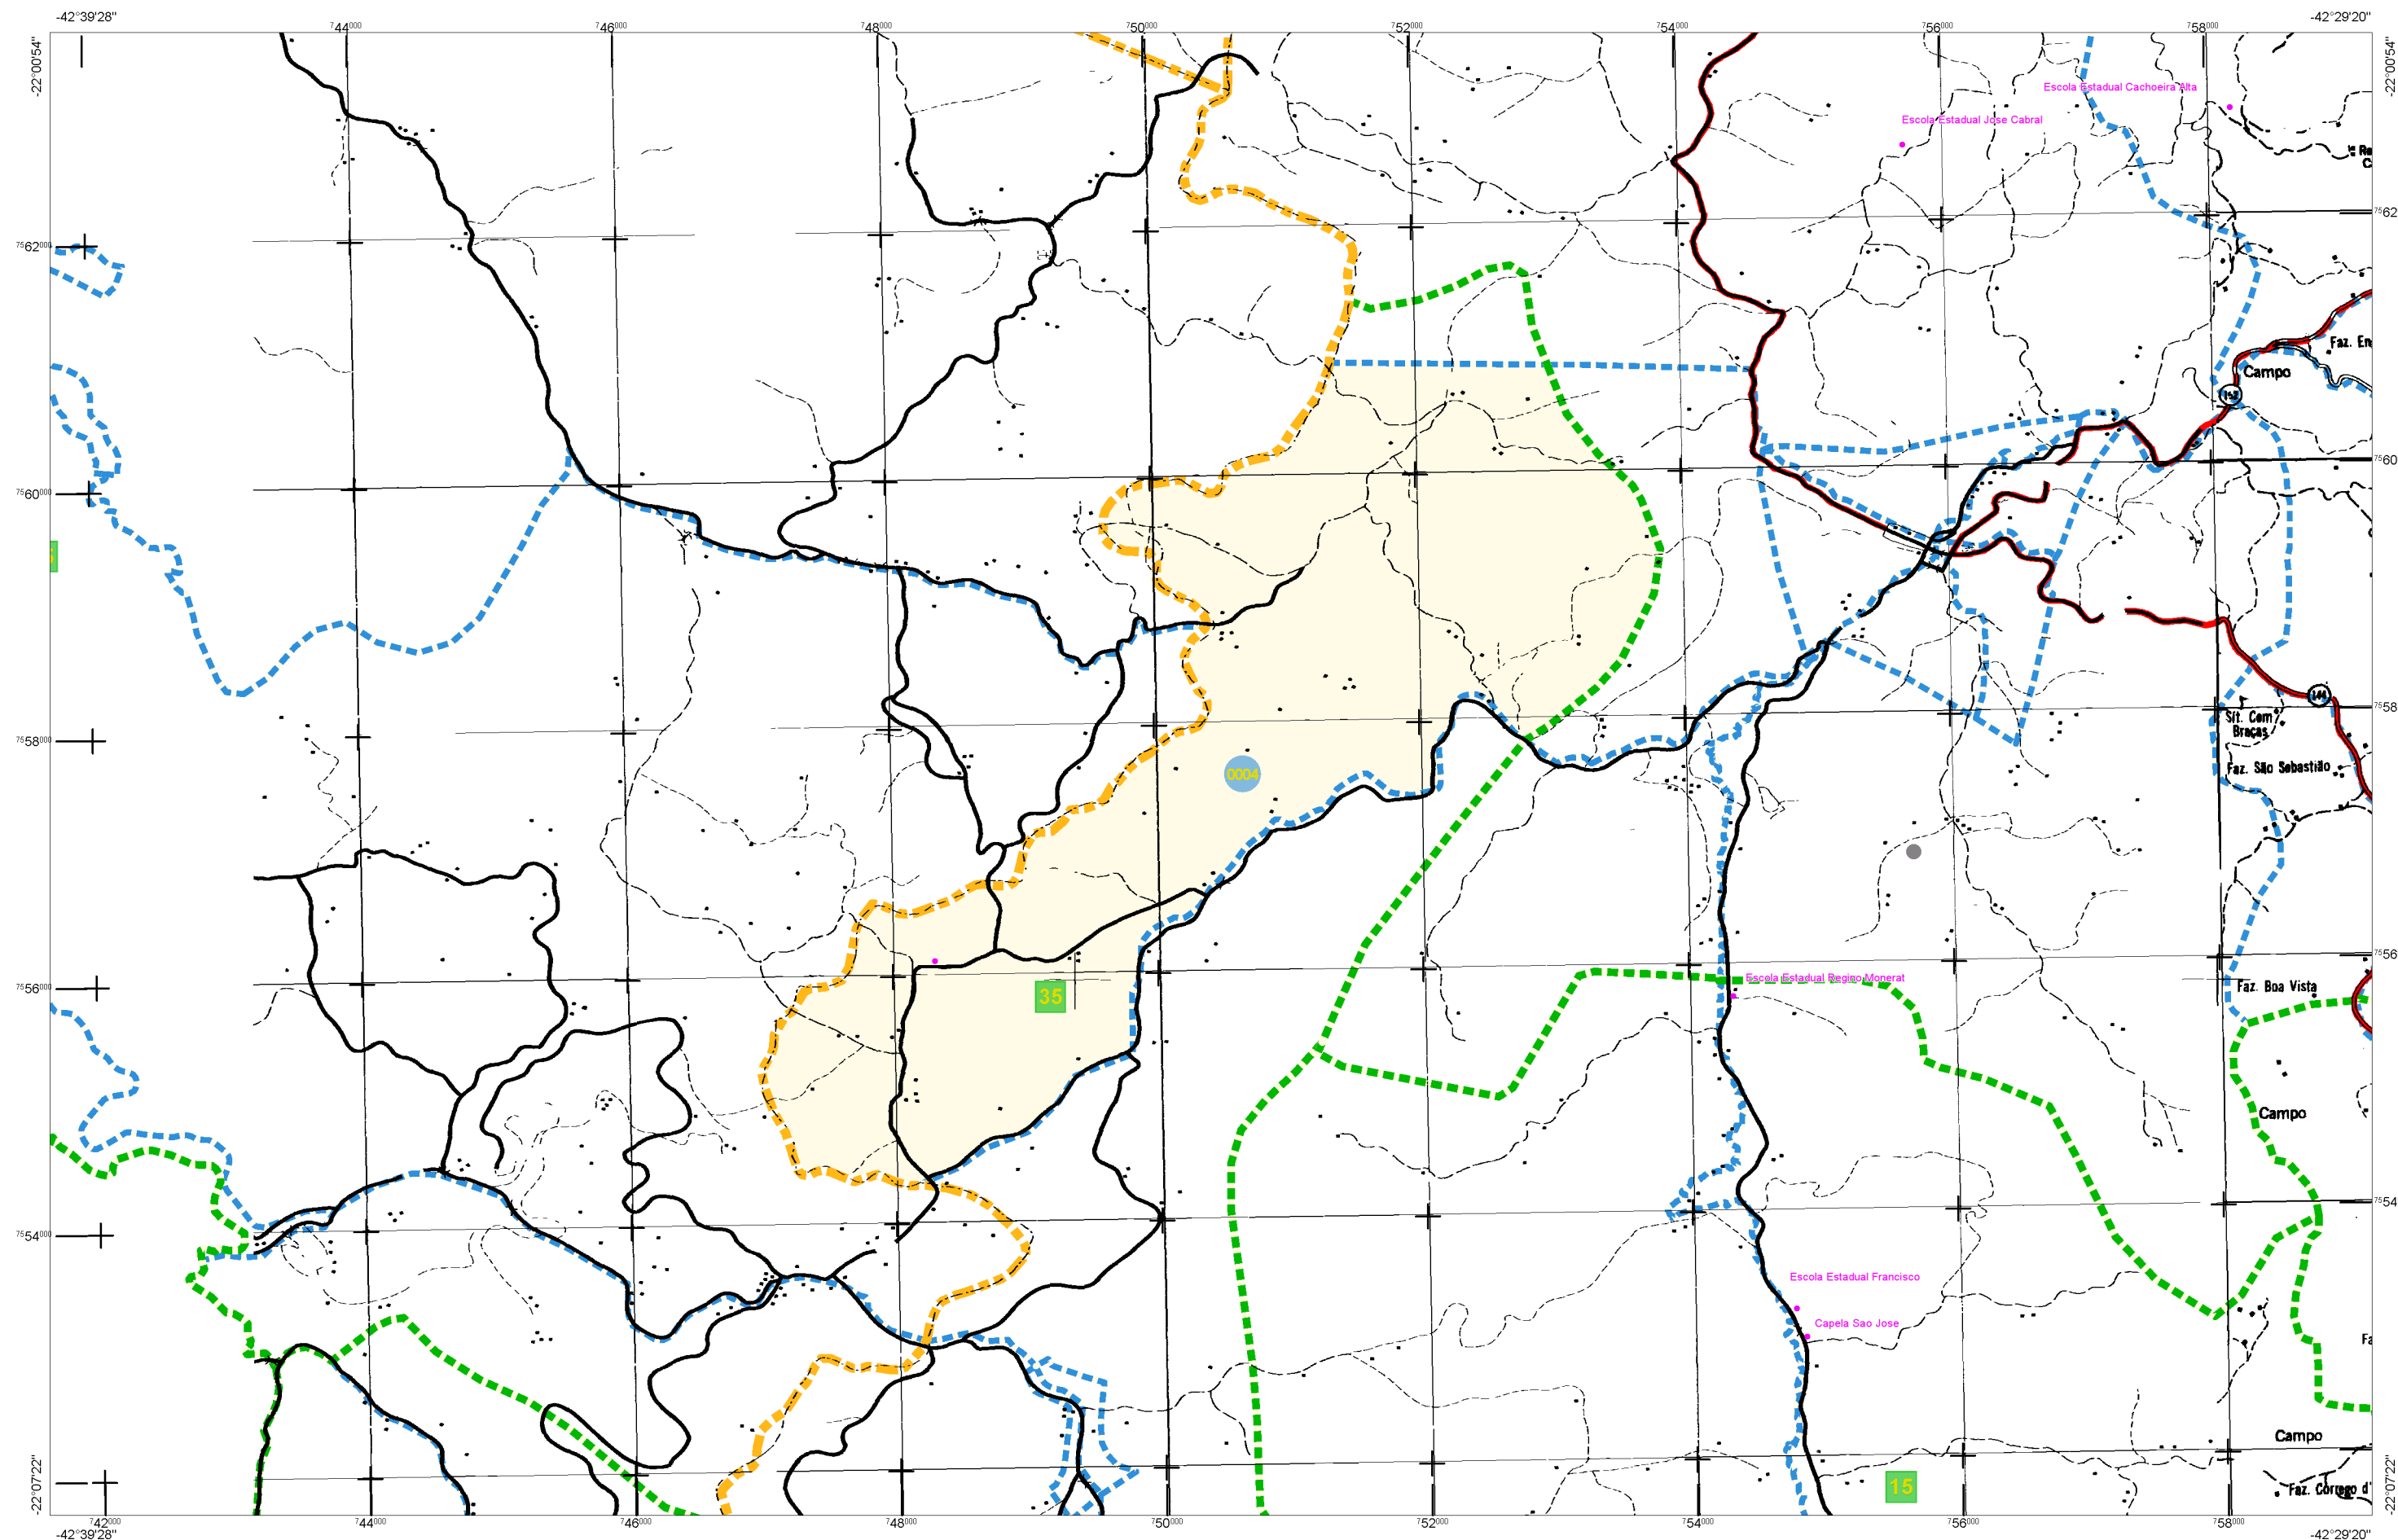 -42°39'28"
-42°29'20"
744000
746000
748000
750000
752000
754000
756000
758000
-22°00'54"
-22°00'54"
Escola Estadual Cachoeira Alta
Escola Estadual Jose Cabral
7562000
7562
Faz. En
Campo
7560000
7560
144
7558000
7558
Sít. Cem
Braças
Faz. São Sebastião
0004
7556000
7556
Escola Estadual Regino Monerat
Faz. Boa Vista
35
Campo
7554000
7554
Escola Estadual Francisco
Capela Sao Jose
Campo
15
Faz. Córrego d'
-22°07'22"
-22°07'22"
742000
744000
746000
748000
750000
752000
754000
756000
758000
-42°39'28"
-42°29'20"